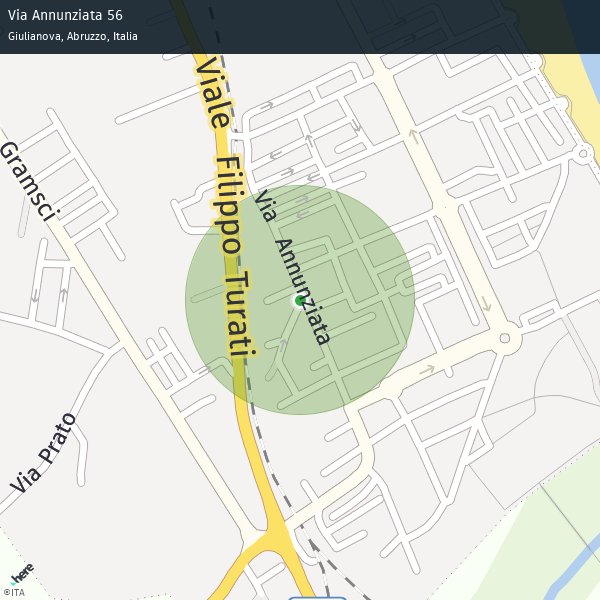 Via Annunziata 56
Giulianova, Abruzzo, Italia
Viale Filippo Turati
Gramsci
Via Annunziata
Via Prato
here
©ITA